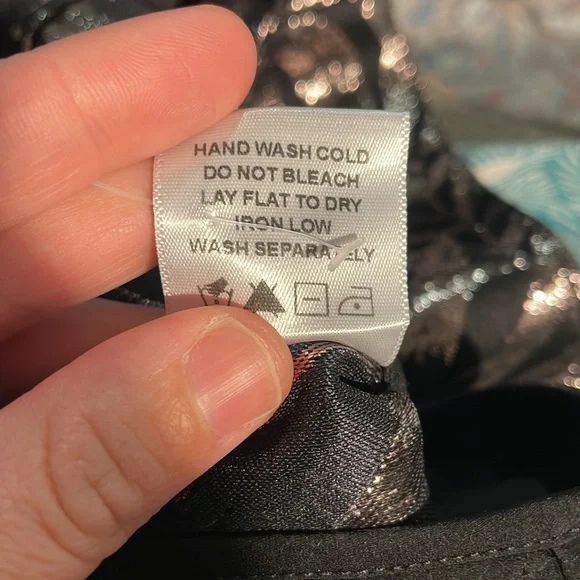 HAND WASH COLD
DO NOT BLEACH
LAY FLAT TO DRY
IRON LOW
WASH SEPARATELY